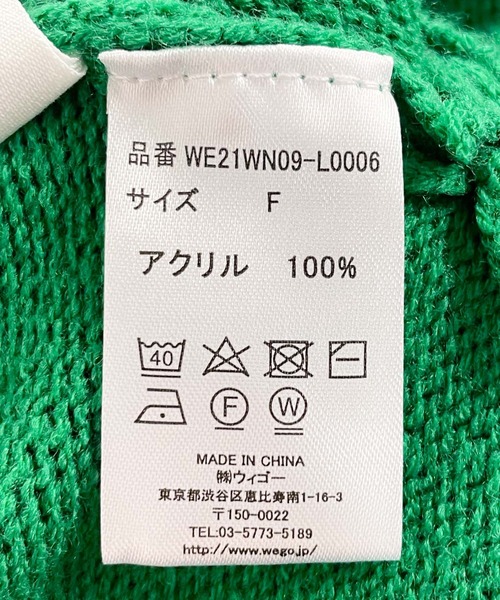 品番 WE21WN09-L0006
サイズ F
アクリル 100%
40
F W
MADE IN CHINA
㈱ウィゴー
東京都渋谷区恵比寿南1-16-3
〒150-0022
TEL:03-5773-5189
http://www.wego.jp/